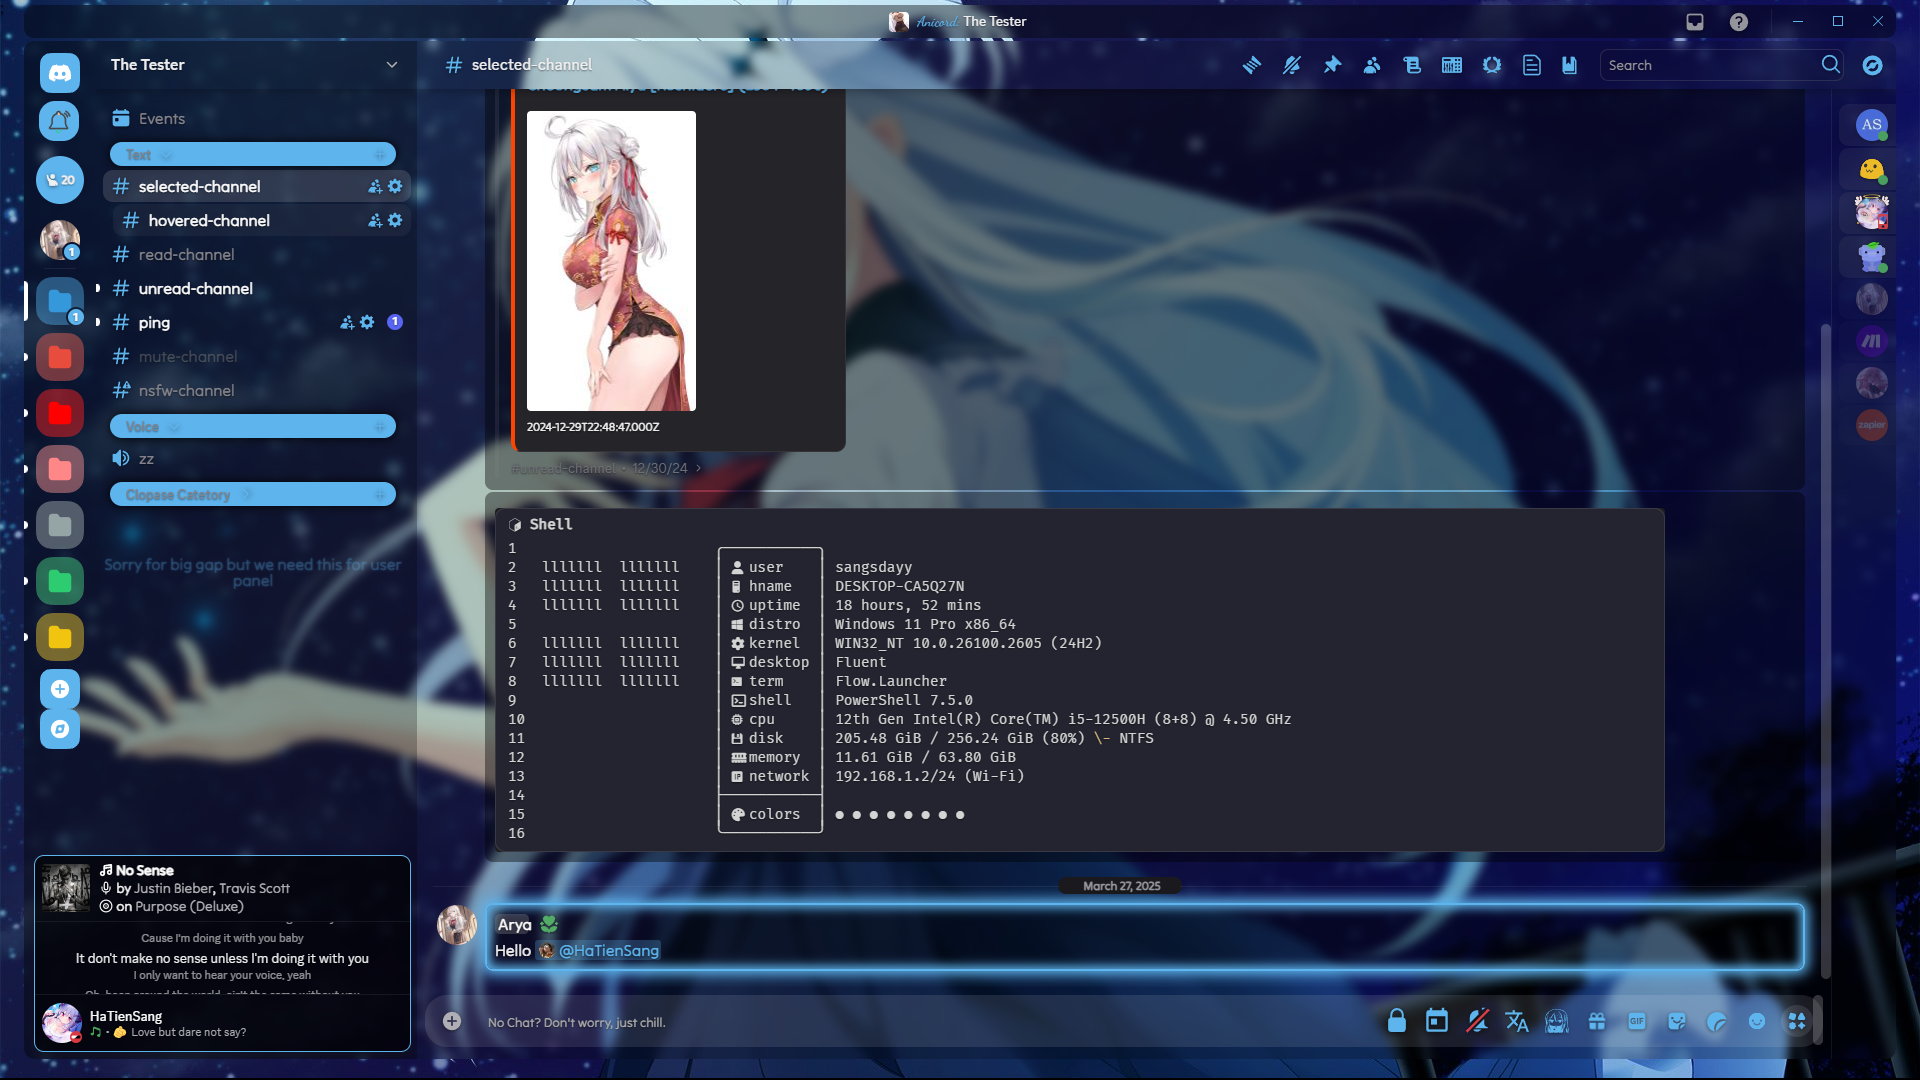 Anicord: The Tester
The Tester
# selected-channel
Search
Events
Text
selected-channel
hovered-channel
read-channel
unread-channel
ping
1
mute-channel
nsfw-channel
Voice
zz
Clopase Catetory
Sorry for big gap but we need this for user
panel
20
1
1
2024-12-29T22:48:47.000Z
#unread-channel • 12/30/24 >
Shell
1
2 lllllll lllllll user sangsdayy
3 lllllll lllllll hname DESKTOP-CA5Q27N
4 lllllll lllllll uptime 18 hours, 52 mins
5 distro Windows 11 Pro x86_64
6 lllllll lllllll kernel WIN32_NT 10.0.26100.2605 (24H2)
7 lllllll lllllll desktop Fluent
8 lllllll lllllll term Flow.Launcher
9 shell PowerShell 7.5.0
10 cpu 12th Gen Intel(R) Core(TM) i5-12500H (8+8) @ 4.50 GHz
11 disk 205.48 GiB / 256.24 GiB (80%) \- NTFS
12 memory 11.61 GiB / 63.80 GiB
13 network 192.168.1.2/24 (Wi-Fi)
14
15 colors ● ● ● ● ● ● ● ●
16
March 27, 2025
Arya
Hello @HaTienSang
No Chat? Don't worry, just chill.
GIF
AS
zapier
No Sense
by Justin Bieber, Travis Scott
on Purpose (Deluxe)
Cause I'm doing it with you baby
It don't make no sense unless I'm doing it with you
I only want to hear your voice, yeah
HaTienSang
Love but dare not say?